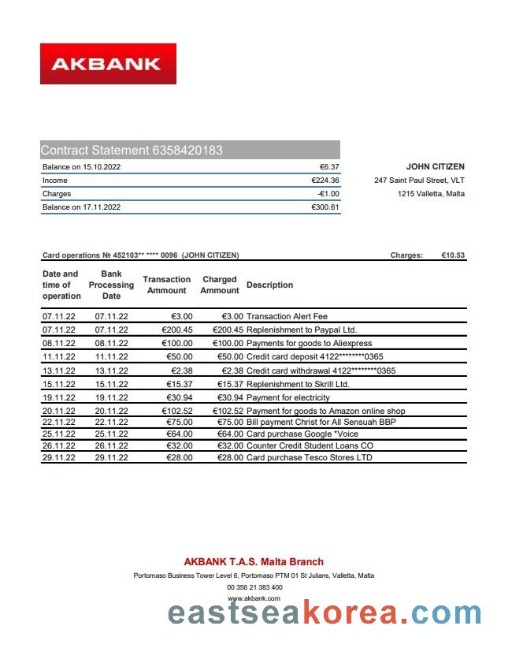 AKBANK
Contract Statement 6358420183
Balance on 15.10.2022 €6.37
Income €224.36
Charges -€1.00
Balance on 17.11.2022 €300.61
JOHN CITIZEN
247 Saint Paul Street, VLT
1215 Valletta, Malta
Card operations № 452103** **** 0096 (JOHN CITIZEN) Charges: €10.53
Date and time of operation Bank Processing Date Transaction Amount Charged Amount Description
07.11.22 07.11.22 €3.00 €3.00 Transaction Alert Fee
07.11.22 07.11.22 €200.45 €200.45 Replenishment to Paypal Ltd.
08.11.22 08.11.22 €100.00 €100.00 Payments for goods to Aliexpress
11.11.22 11.11.22 €50.00 €50.00 Credit card deposit 4122********0365
13.11.22 13.11.22 €2.38 €2.38 Credit card withdrawal 4122********0365
15.11.22 15.11.22 €15.37 €15.37 Replenishment to Skrill Ltd.
19.11.22 19.11.22 €30.94 €30.94 Payment for electricity
20.11.22 20.11.22 €102.52 €102.52 Payment for goods to Amazon online shop
22.11.22 22.11.22 €75.00 €75.00 Bill payment Christ for All Sensuah BBP
25.11.22 25.11.22 €64.00 €64.00 Card purchase Google *Voice
26.11.22 26.11.22 €32.00 €32.00 Counter Credit Student Loans CO
29.11.22 29.11.22 €28.00 €28.00 Card purchase Tesco Stores LTD
AKBANK T.A.S. Malta Branch
Portomaso Business Tower Level 6, Portomaso PTM 01 St Julians, Valletta, Malta
00 356 21 383 400
www.akbank.com
eastseakorea.com